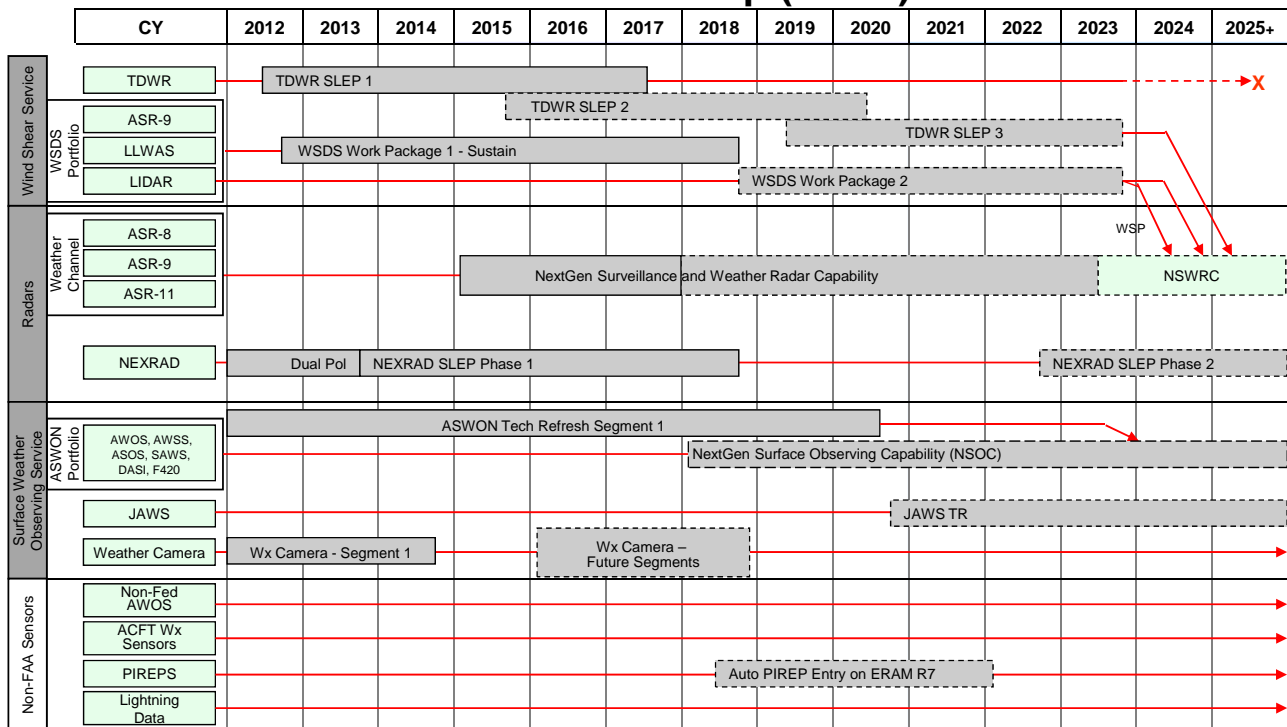 p (
)
CY 2012 2013 2014 2015 2016 2017 2018 2019 2020 2021 2022 2023 2024 2025+
Wind Shear Service
TDWR
TDWR SLEP 1
X
WSDS
Portfolio
TDWR SLEP 2
ASR-9
TDWR SLEP 3
LLWAS
WSDS Work Package 1 - Sustain
LIDAR
WSDS Work Package 2
Radars
Weather
Channel
ASR-8
WSP
ASR-9
NextGen Surveillance and Weather Radar Capability
NSWRC
ASR-11
NEXRAD
Dual Pol
NEXRAD SLEP Phase 1
NEXRAD SLEP Phase 2
Surface Weather
Observing Service
ASWON
Portfolio
ASWON Tech Refresh Segment 1
AWOS, AWSS,
ASOS, SAWS,
DASI, F420
NextGen Surface Observing Capability (NSOC)
JAWS
JAWS TR
Weather Camera
Wx Camera - Segment 1
Wx Camera –
Future Segments
Non-FAA Sensors
Non-Fed
AWOS
ACFT Wx
Sensors
PIREPS
Auto PIREP Entry on ERAM R7
Lightning
Data